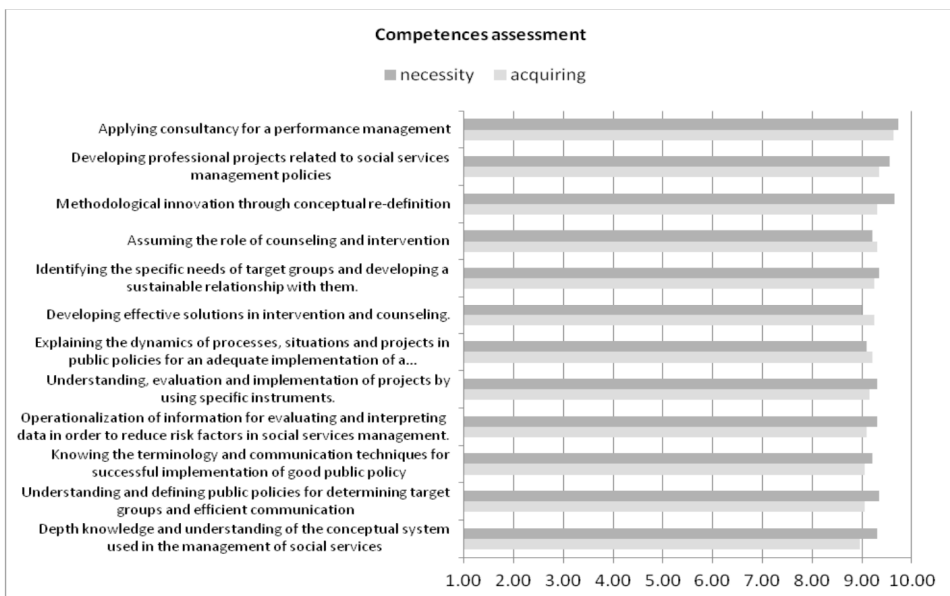 Competences assessment
necessity acquiring
Applying consultancy for a performance management
Developing professional projects related to social services
management policies
Methodological innovation through conceptual re-definition
Assuming the role of counseling and intervention
Identifying the specific needs of target groups and developing a
sustainable relationship with them.
Developing effective solutions in intervention and counseling.
Explaining the dynamics of processes, situations and projects in
public policies for an adequate implementation of a...
Understanding, evaluation and implementation of projects by
using specific instruments.
Operationalization of information for evaluating and interpreting
data in order to reduce risk factors in social services management.
Knowing the terminology and communication techniques for
successful implementation of good public policy
Understanding and defining public policies for determining target
groups and efficient communication
Depth knowledge and understanding of the conceptual system
used in the management of social services
1.00 2.00 3.00 4.00 5.00 6.00 7.00 8.00 9.00 10.00